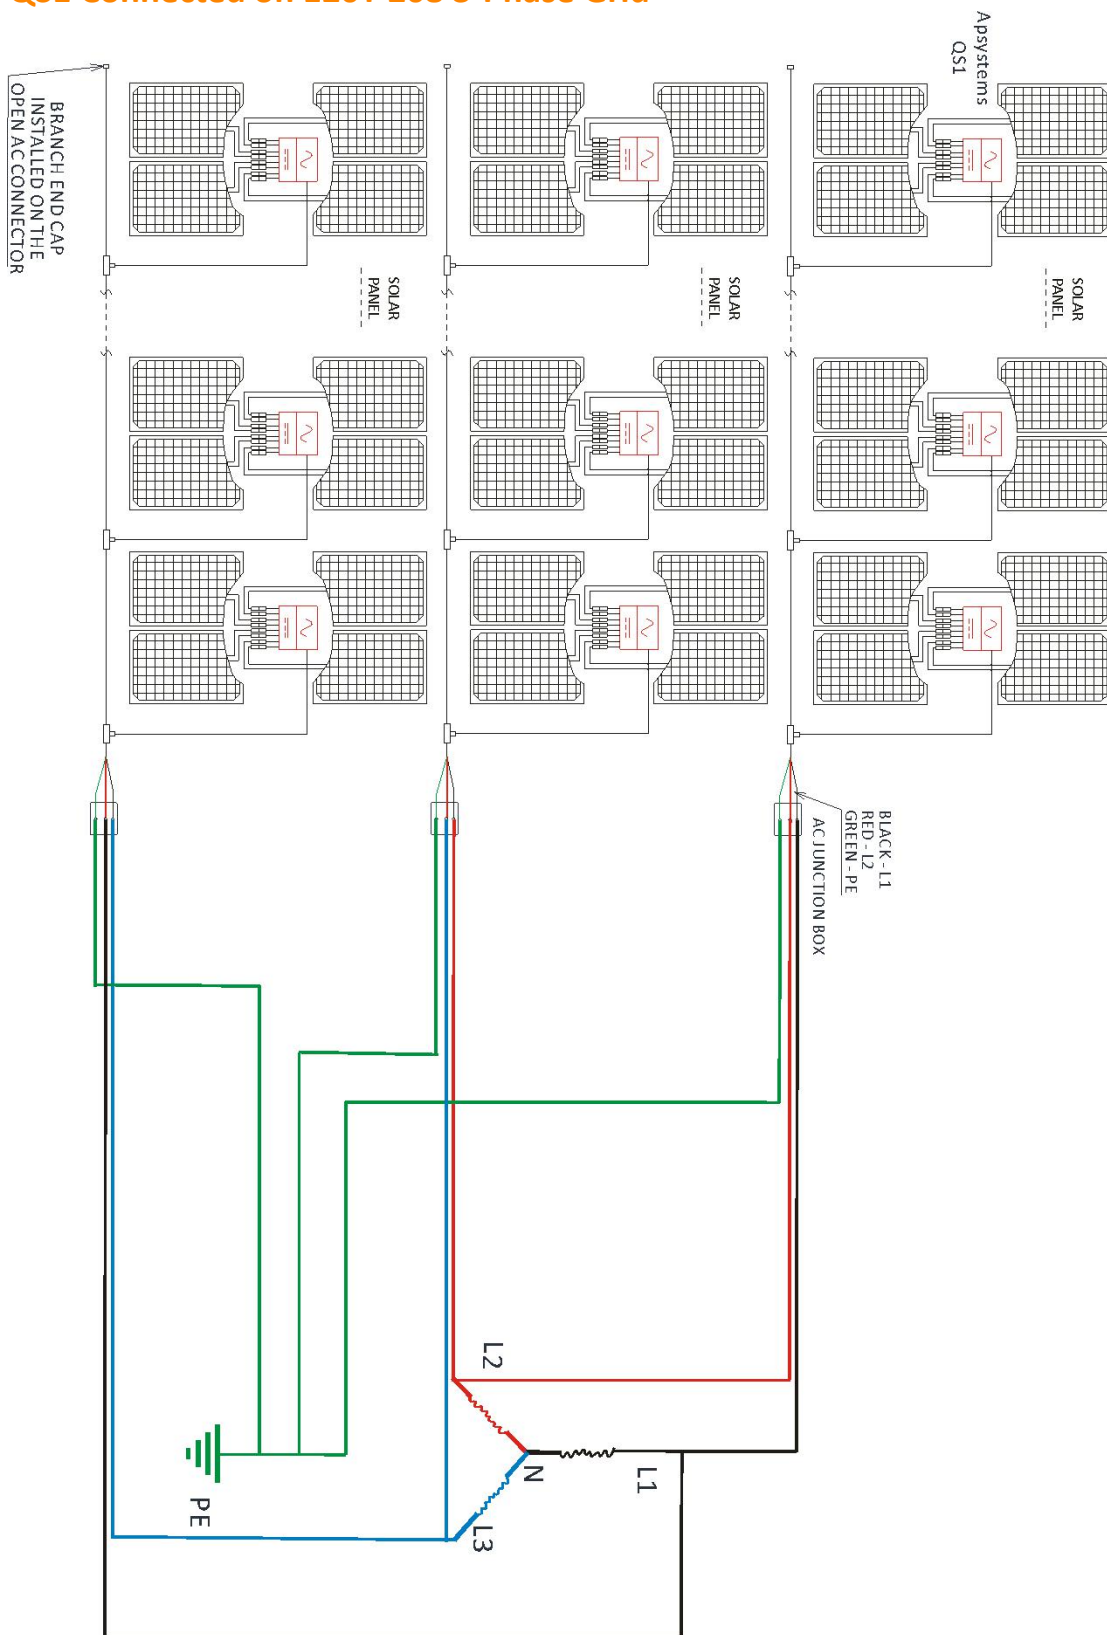 QS1 Connected on 120Y-208 3-Phase Grid
Apsystems
QS1
SOLAR
PANEL
SOLAR
PANEL
SOLAR
PANEL
BRANCH END CAP
INSTALLED ON THE
OPEN AC CONNECTOR
BLACK - L1
RED - L2
GREEN - PE
AC JUNCTION BOX
L2
L1
N
L3
PE